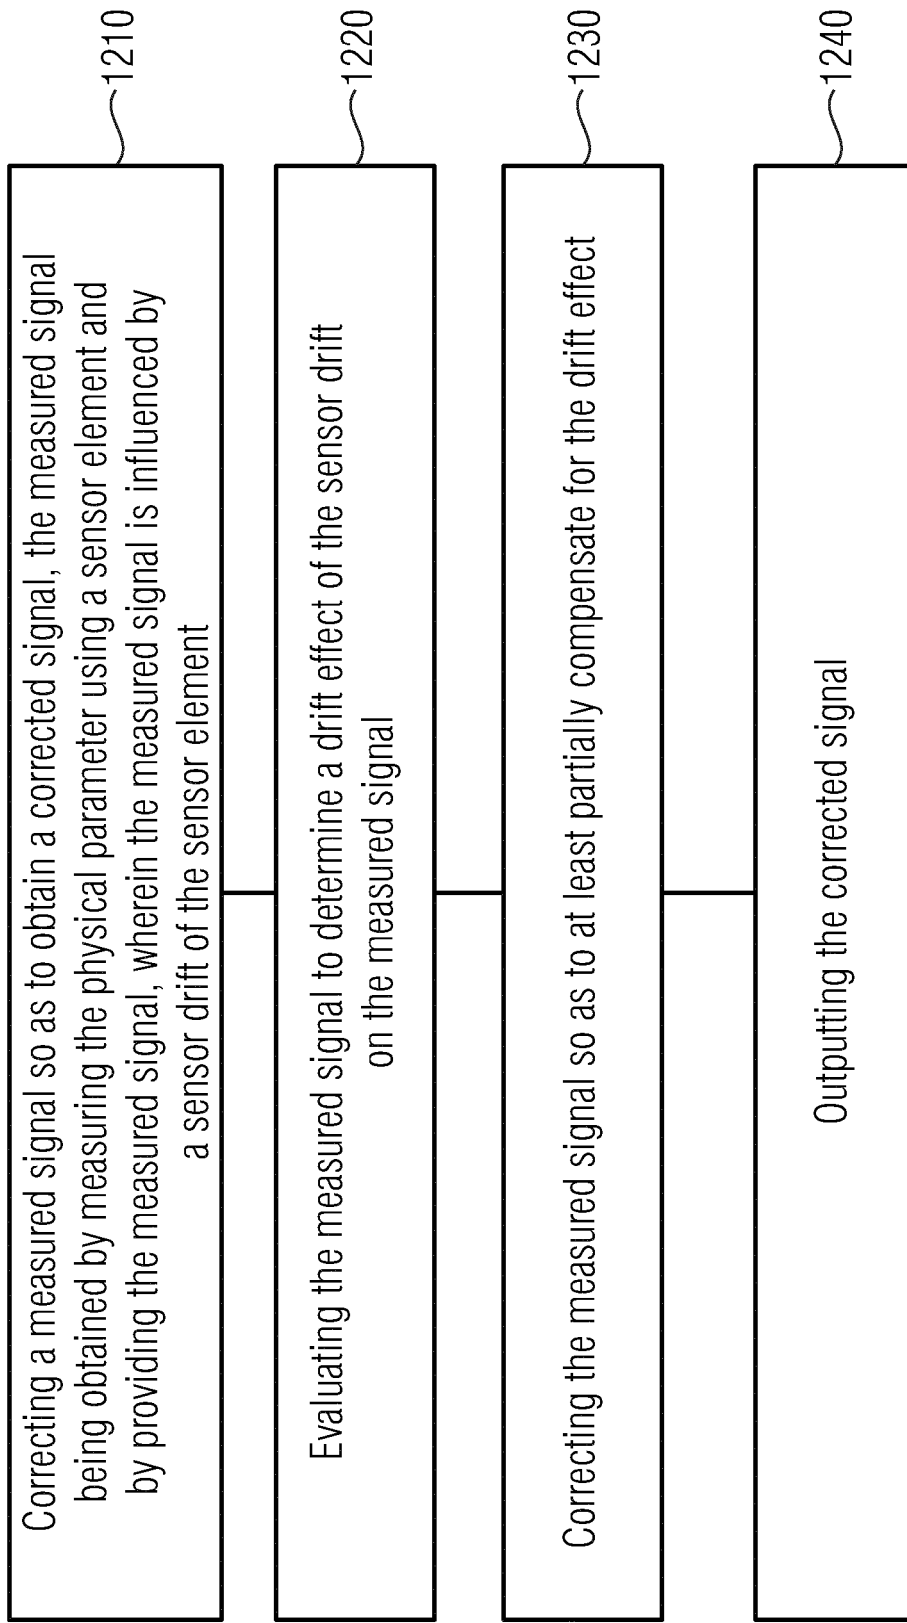 Correcting a measured signal so as to obtain a corrected signal, the measured signal
being obtained by measuring the physical parameter using a sensor element and
by providing the measured signal, wherein the measured signal is influenced by
a sensor drift of the sensor element
1210
Evaluating the measured signal to determine a drift effect of the sensor drift
on the measured signal
1220
Correcting the measured signal so as to at least partially compensate for the drift effect
1230
Outputting the corrected signal
1240